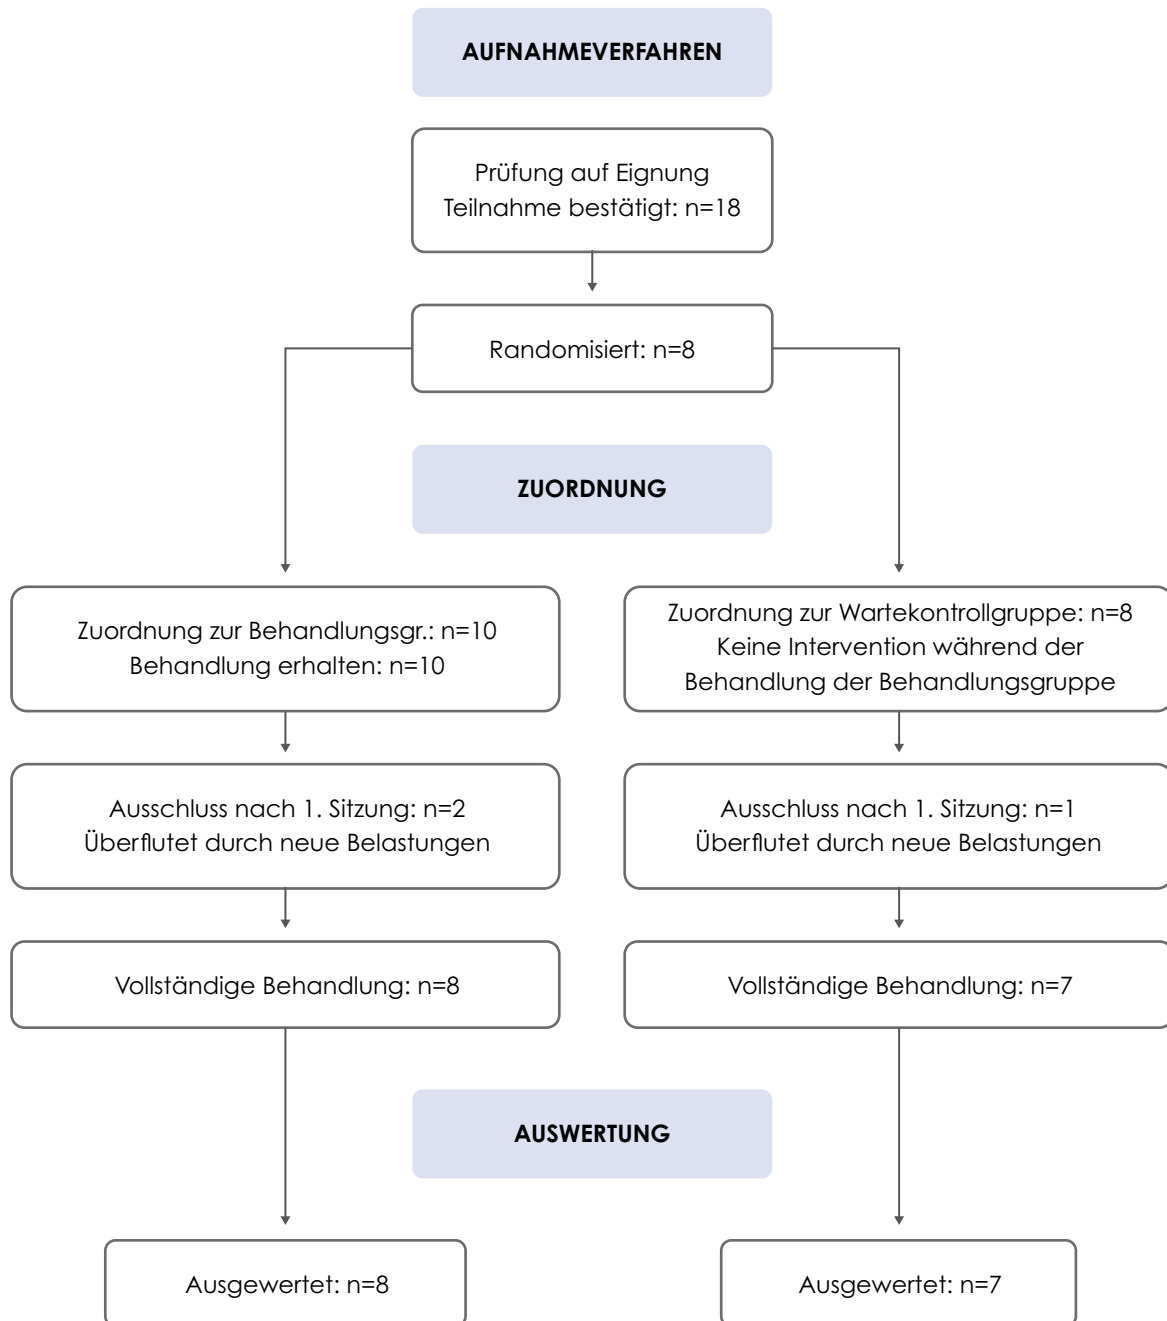 AUFNAHMEVERFAHREN
Prüfung auf Eignung
Teilnahme bestätigt: n=18
Randomisiert: n=8
ZUORDNUNG
Zuordnung zur Behandlungsgr.: n=10
Behandlung erhalten: n=10
Zuordnung zur Wartekontrollgruppe: n=8
Keine Intervention während der
Behandlung der Behandlungsgruppe
Ausschluss nach 1. Sitzung: n=2
Überflutet durch neue Belastungen
Ausschluss nach 1. Sitzung: n=1
Überflutet durch neue Belastungen
Vollständige Behandlung: n=8
Vollständige Behandlung: n=7
AUSWERTUNG
Ausgewertet: n=8
Ausgewertet: n=7